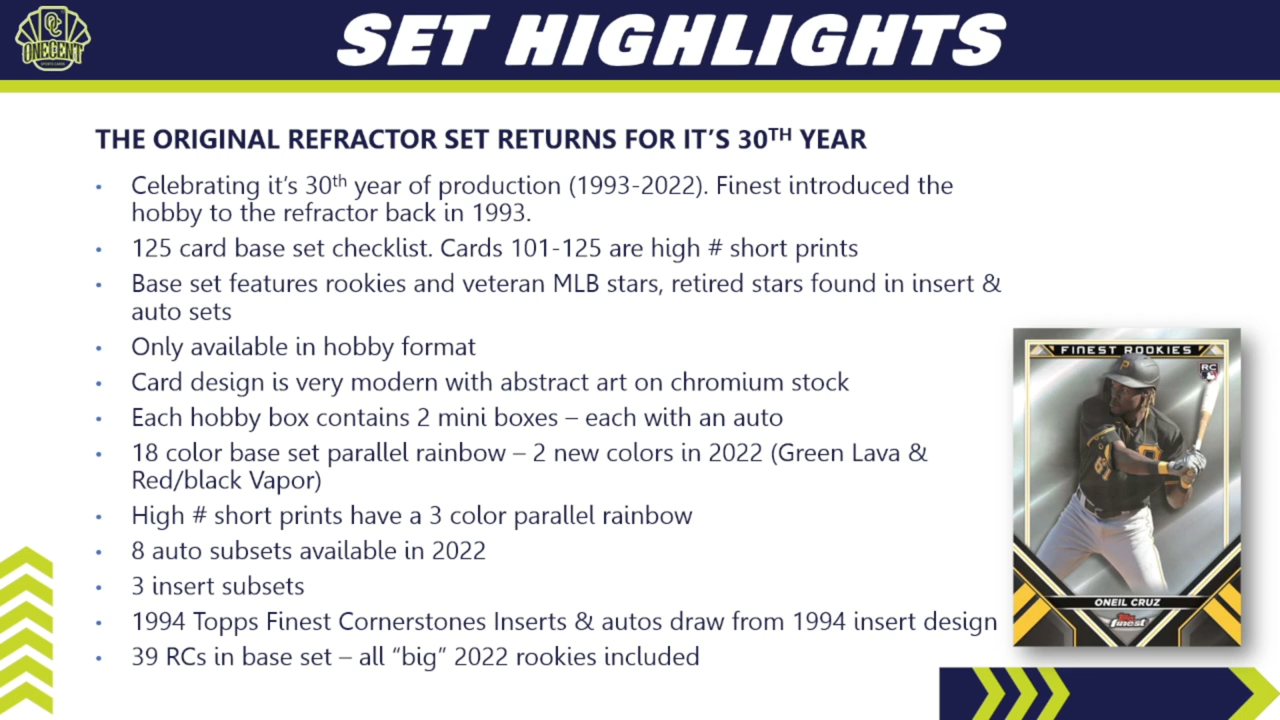 OC
ONECENT
SPORTS CARDS
SET HIGHLIGHTS
THE ORIGINAL REFRACTOR SET RETURNS FOR IT’S 30TH YEAR
• Celebrating it’s 30th year of production (1993-2022). Finest introduced the
hobby to the refractor back in 1993.
• 125 card base set checklist. Cards 101-125 are high # short prints
• Base set features rookies and veteran MLB stars, retired stars found in insert &
auto sets
• Only available in hobby format
• Card design is very modern with abstract art on chromium stock
• Each hobby box contains 2 mini boxes – each with an auto
• 18 color base set parallel rainbow – 2 new colors in 2022 (Green Lava &
Red/black Vapor)
• High # short prints have a 3 color parallel rainbow
• 8 auto subsets available in 2022
• 3 insert subsets
• 1994 Topps Finest Cornerstones Inserts & autos draw from 1994 insert design
• 39 RCs in base set – all “big” 2022 rookies included
FINEST ROOKIES
RC
P
61
ONEIL CRUZ
Topps
finest